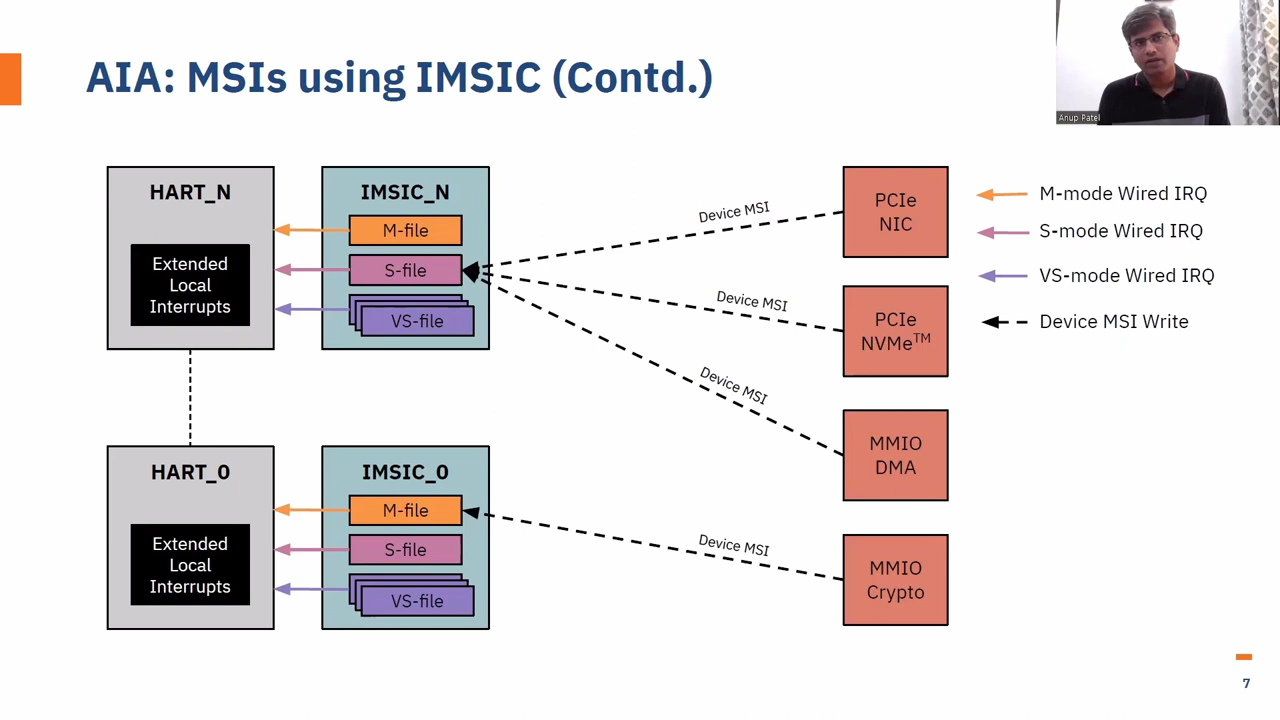 AIA: MSIs using IMSIC (Contd.)
Anup Patel
HART_N
Extended
Local
Interrupts
IMSIC_N
M-file
S-file
VS-file
Device MSI
Device MSI
Device MSI
PCIe
NIC
PCIe
NVMe™
MMIO
DMA
M-mode Wired IRQ
S-mode Wired IRQ
VS-mode Wired IRQ
Device MSI Write
HART_0
Extended
Local
Interrupts
IMSIC_0
M-file
S-file
VS-file
Device MSI
MMIO
Crypto
7